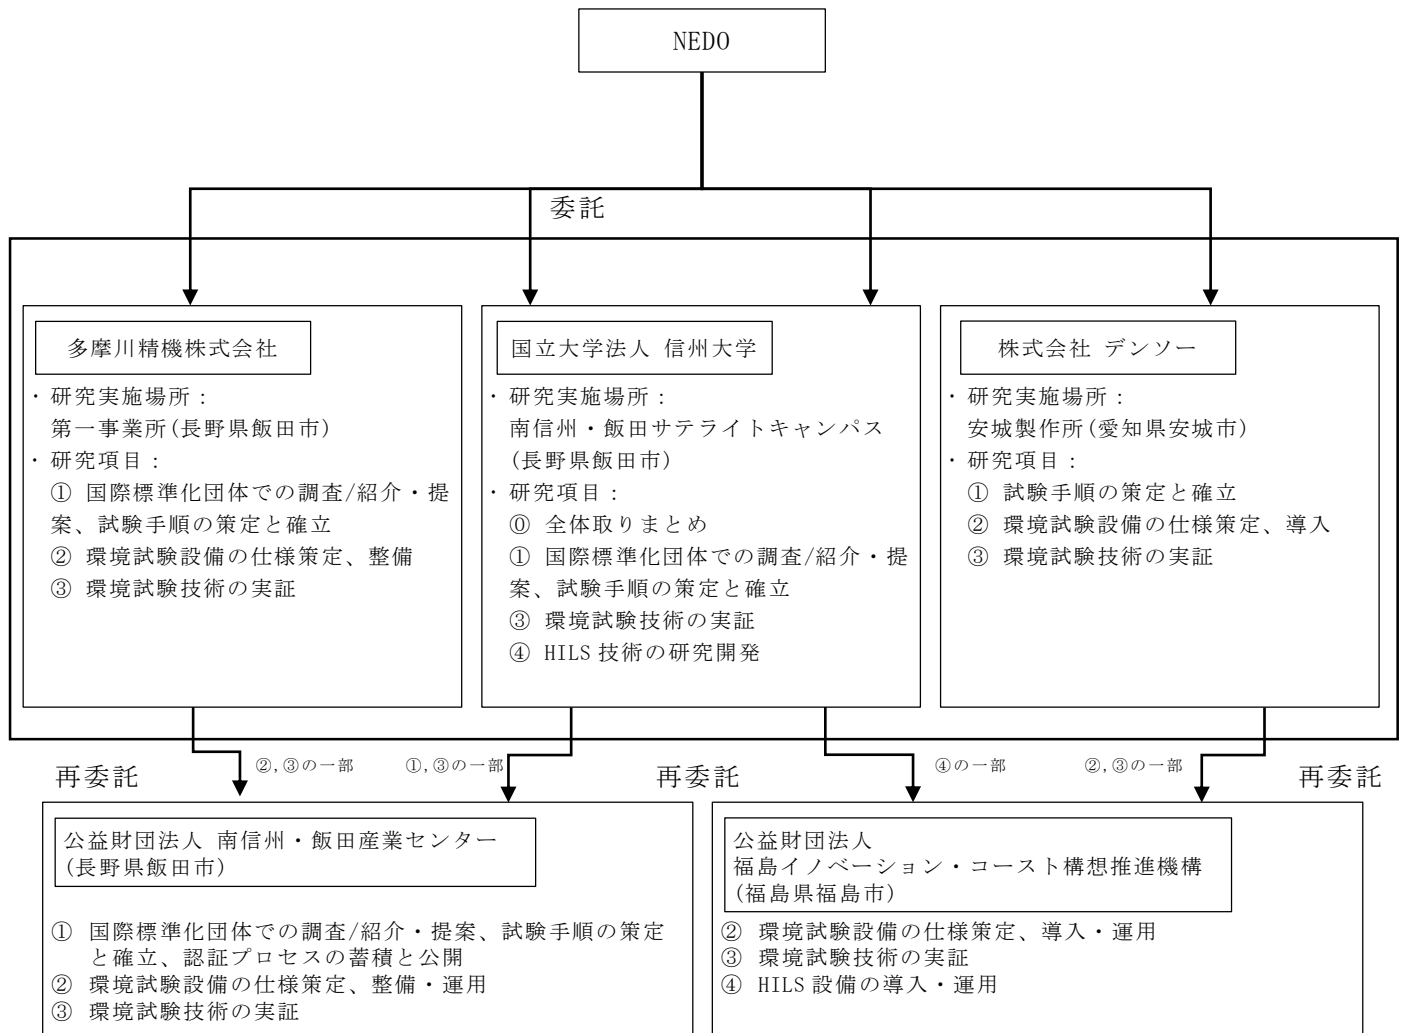 NEDO
委託
多摩川精機株式会社
・研究実施場所：
第一事業所(長野県飯田市)
・研究項目：
① 国際標準化団体での調査/紹介・提
案、試験手順の策定と確立
② 環境試験設備の仕様策定、整備
③ 環境試験技術の実証
国立大学法人 信州大学
・研究実施場所：
南信州・飯田サテライトキャンパス
(長野県飯田市)
・研究項目：
⓪ 全体取りまとめ
① 国際標準化団体での調査/紹介・提
案、試験手順の策定と確立
③ 環境試験技術の実証
④ HILS 技術の研究開発
株式会社 デンソー
・研究実施場所：
安城製作所(愛知県安城市)
・研究項目：
① 試験手順の策定と確立
② 環境試験設備の仕様策定、導入
③ 環境試験技術の実証
再委託
②,③の一部
①,③の一部
再委託
④の一部
②,③の一部
再委託
公益財団法人 南信州・飯田産業センター
(長野県飯田市)
① 国際標準化団体での調査/紹介・提案、試験手順の策定
と確立、認証プロセスの蓄積と公開
② 環境試験設備の仕様策定、整備・運用
③ 環境試験技術の実証
公益財団法人
福島イノベーション・コースト構想推進機構
(福島県福島市)
② 環境試験設備の仕様策定、導入・運用
③ 環境試験技術の実証
④ HILS 設備の導入・運用